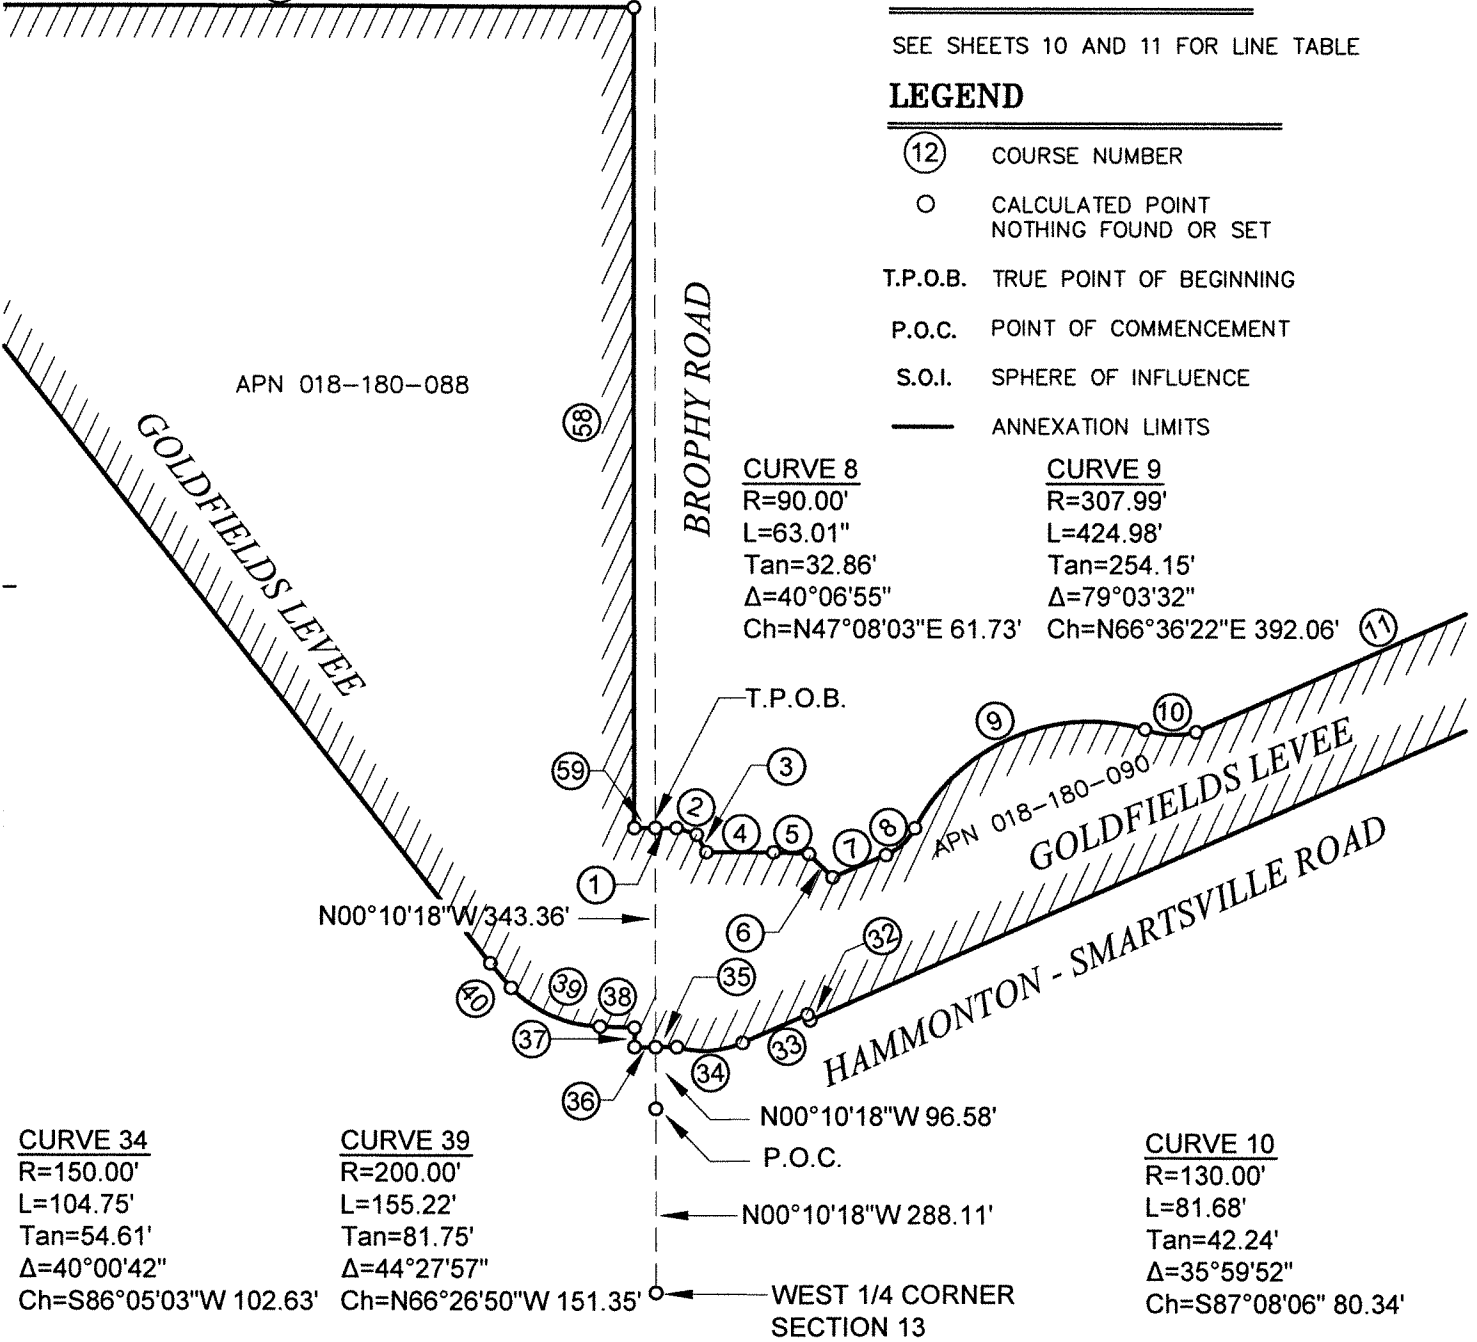 SEE SHEETS 10 AND 11 FOR LINE TABLE
LEGEND
12 COURSE NUMBER
CALCULATED POINT
NOTHING FOUND OR SET
T.P.O.B. TRUE POINT OF BEGINNING
P.O.C. POINT OF COMMENCEMENT
S.O.I. SPHERE OF INFLUENCE
ANNEXATION LIMITS
APN 018-180-088
GOLDFIELDS LEVEE
58
BROPHY ROAD
CURVE 8
R=90.00'
L=63.01"
Tan=32.86'
Δ=40°06'55"
Ch=N47°08'03"E 61.73'
CURVE 9
R=307.99'
L=424.98'
Tan=254.15'
Δ=79°03'32"
Ch=N66°36'22"E 392.06'
11
T.P.O.B.
9
10
59
2
3
4
5
7
8
1
6
APN 018-180-090
GOLDFIELDS LEVEE
HAMMONTON - SMARTSVILLE ROAD
N00°10'18"W 343.36'
32
35
40
39
38
37
33
34
36
N00°10'18"W 96.58'
P.O.C.
N00°10'18"W 288.11'
WEST 1/4 CORNER
SECTION 13
CURVE 34
R=150.00'
L=104.75'
Tan=54.61'
Δ=40°00'42"
Ch=S86°05'03"W 102.63'
CURVE 39
R=200.00'
L=155.22'
Tan=81.75'
Δ=44°27'57"
Ch=N66°26'50"W 151.35'
CURVE 10
R=130.00'
L=81.68'
Tan=42.24'
Δ=35°59'52"
Ch=S87°08'06" 80.34'